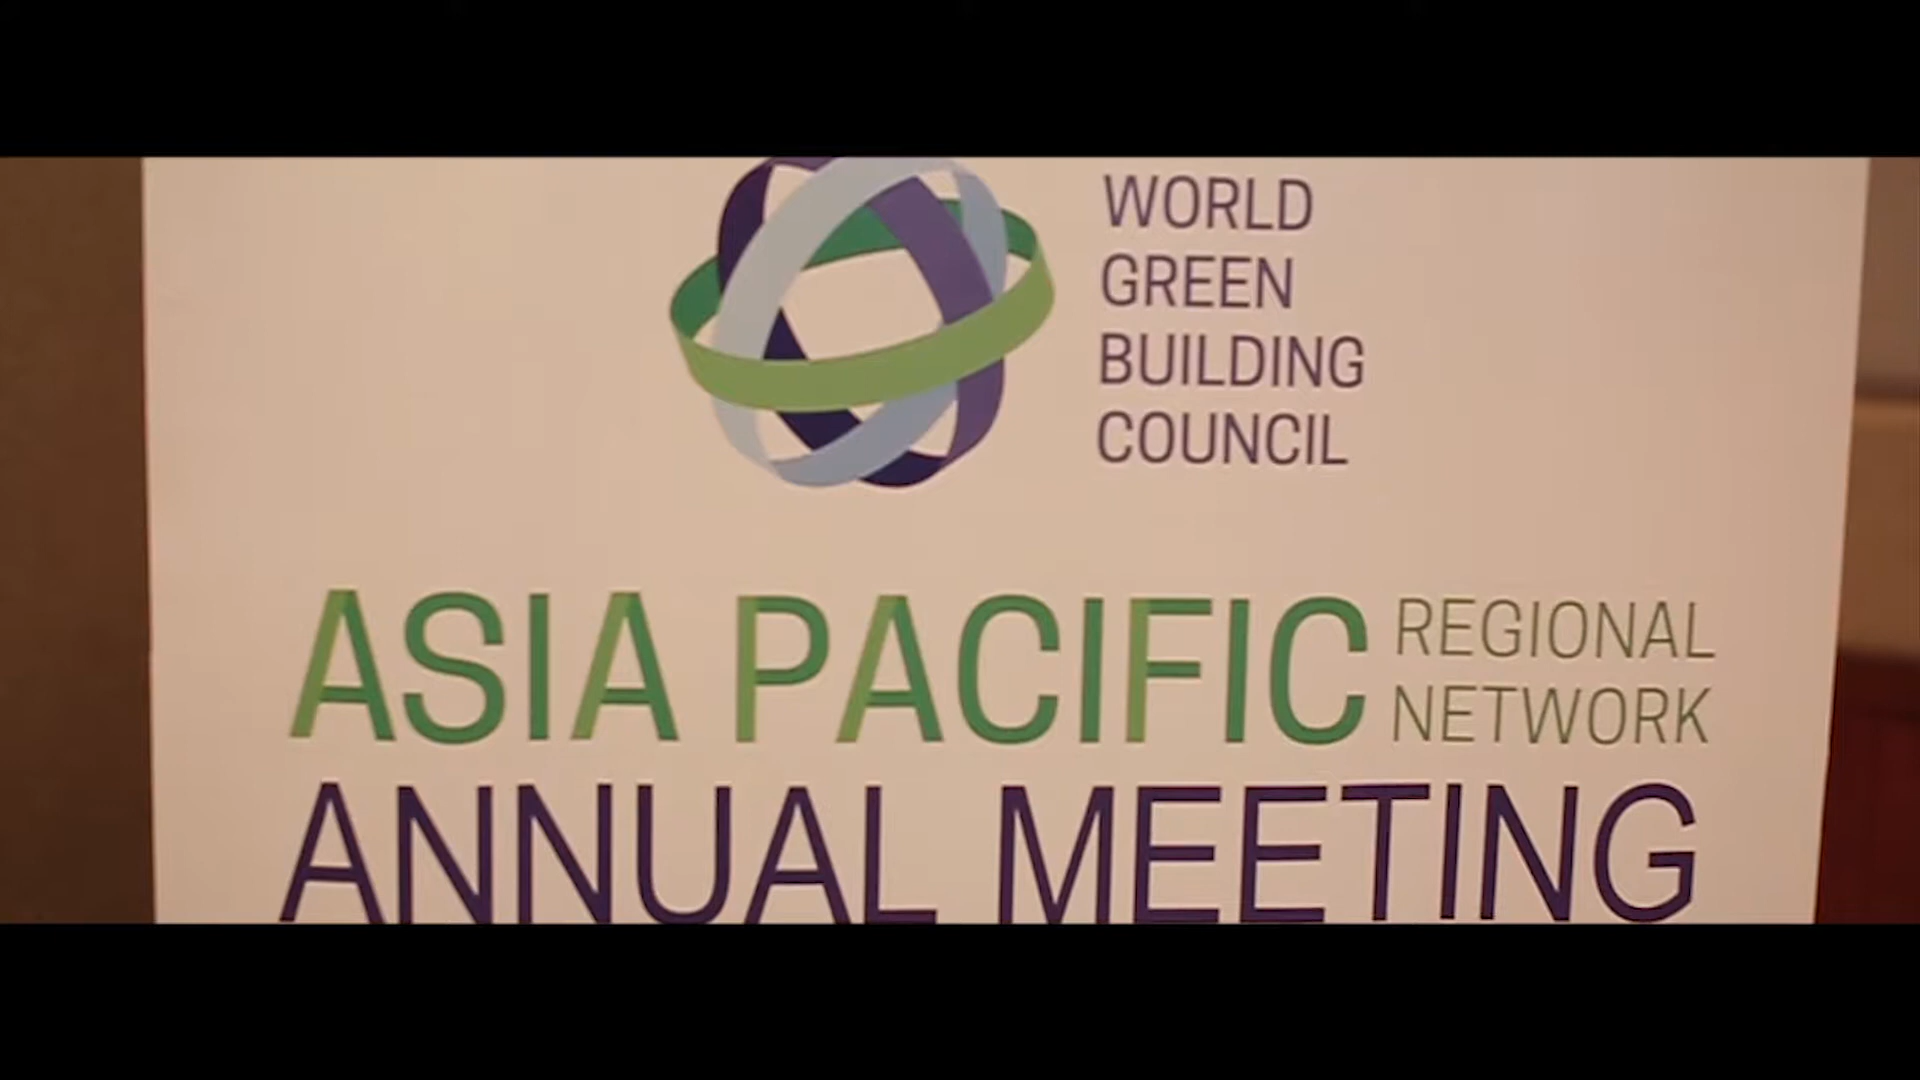 WORLD
GREEN
BUILDING
COUNCIL
ASIA PACIFIC REGIONAL NETWORK
ANNUAL MEETING